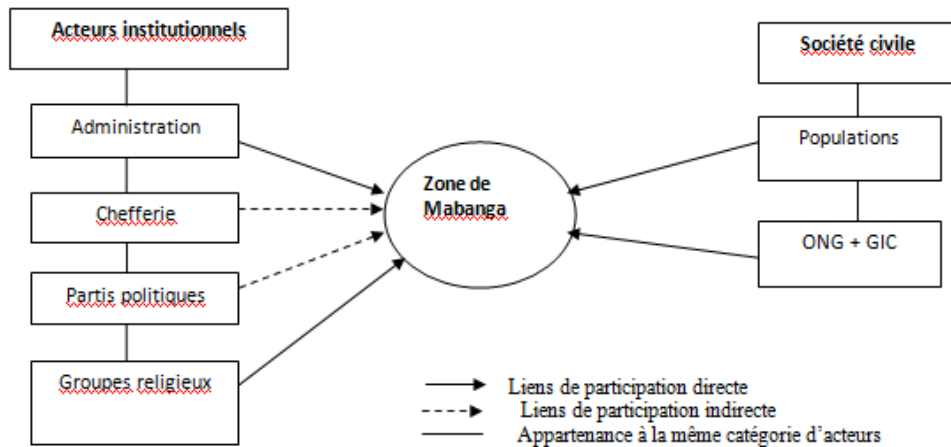 Acteurs institutionnels
Administration
Chefferie
Partis politiques
Groupes religieux
Zone de
Mabanga
Société civile
Populations
ONG + GIC
Liens de participation directe
Liens de participation indirecte
Appartenance à la même catégorie d'acteurs